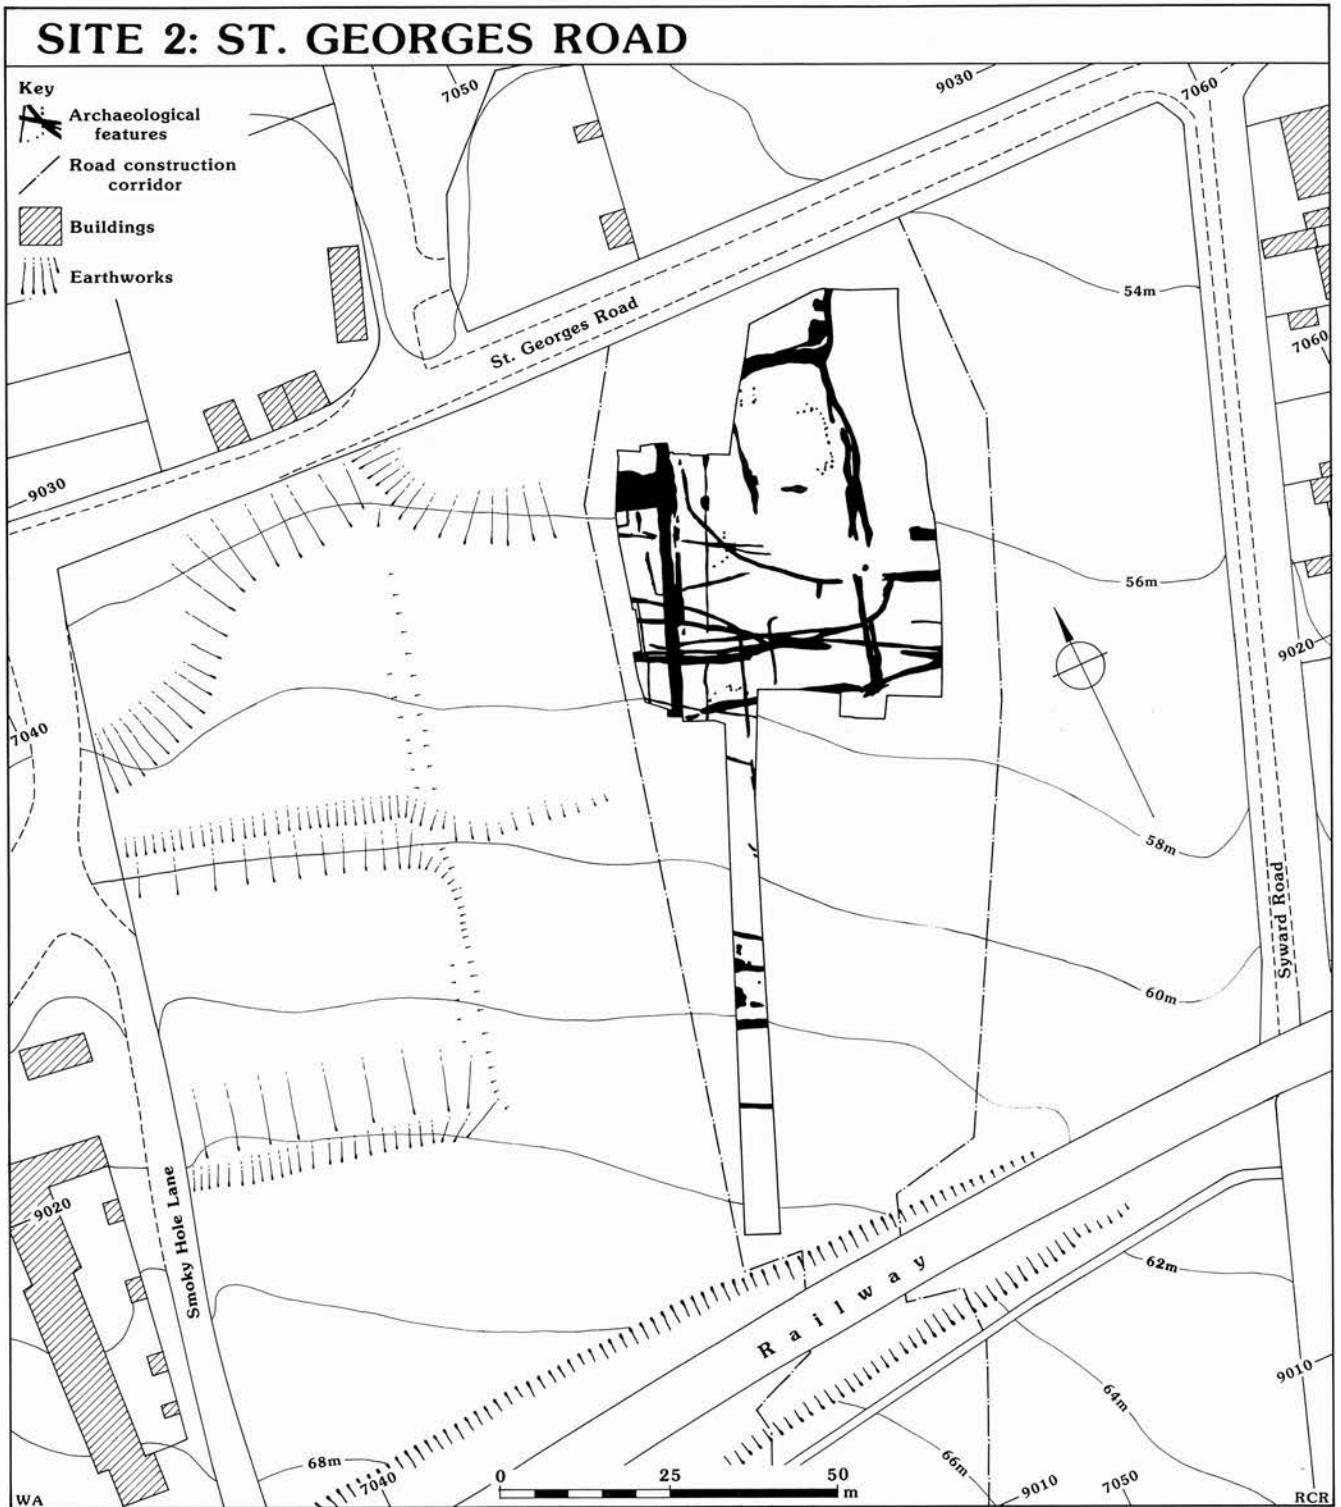 SITE 2: ST. GEORGES ROAD
Key
Archaeological
features
Road construction
corridor
Buildings
Earthworks
7050
9030
7060
St. Georges Road
54m
7060
9030
56m
9020
7040
58m
Syward Road
60m
9020
Smoky Hole Lane
Railway
62m
9010
64m
66m
68m
7040
0 25 50
m
9010
7050
WA
RCR